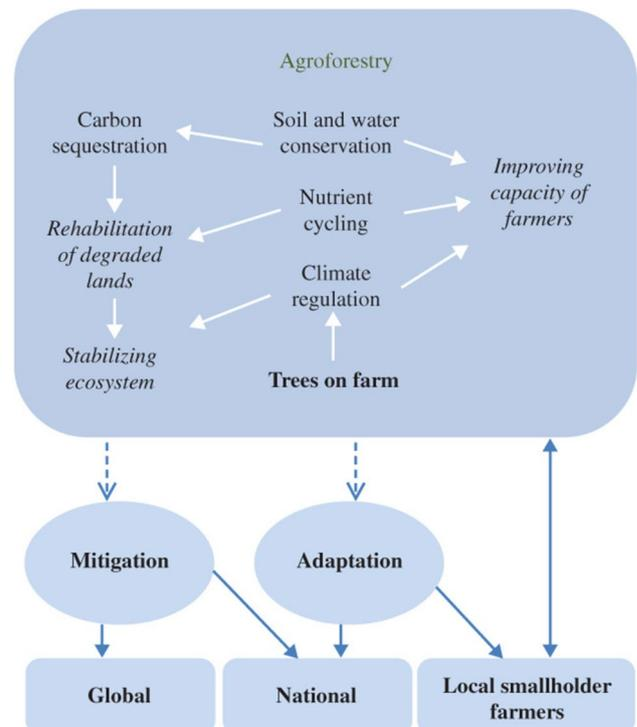 Agroforestry
Carbon
sequestration
Soil and water
conservation
Improving
capacity of
farmers
Nutrient
cycling
Rehabilitation
of degraded
lands
Climate
regulation
Stabilizing
ecosystem
Trees on farm
Mitigation
Adaptation
Global
National
Local smallholder
farmers